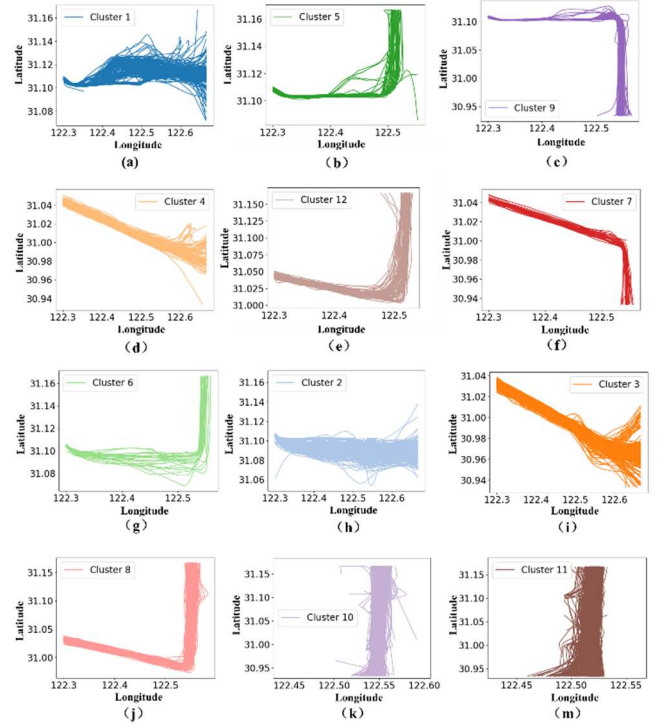 31.16
31.14
31.12
31.10
31.08
Latitude
Cluster 1
122.3 122.4 122.5 122.6
Longitude
(a)
31.16
31.14
31.12
31.10
Latitude
Cluster 5
122.3 122.4 122.5
Longitude
(b)
31.10
31.05
31.00
30.95
Latitude
Cluster 9
122.3 122.4 122.5
Longitude
(c)
31.04
31.02
31.00
30.98
30.96
30.94
Latitude
Cluster 4
122.3 122.4 122.5 122.6
Longitude
(d)
31.150
31.125
31.100
31.075
31.050
31.025
31.000
Latitude
Cluster 12
122.3 122.4 122.5
Longitude
(e)
31.04
31.02
31.00
30.98
30.96
30.94
Latitude
Cluster 7
122.3 122.4 122.5
Longitude
(f)
31.16
31.14
31.12
31.10
31.08
Latitude
Cluster 6
122.3 122.4 122.5
Longitude
(g)
31.16
31.14
31.12
31.10
31.08
31.06
Latitude
Cluster 2
122.3 122.4 122.5 122.6
Longitude
(h)
31.04
31.02
31.00
30.98
30.96
30.94
Latitude
Cluster 3
122.3 122.4 122.5 122.6
Longitude
(i)
31.15
31.10
31.05
31.00
Latitude
Cluster 8
122.3 122.4 122.5
Longitude
(j)
31.15
31.10
31.05
31.00
30.95
Latitude
Cluster 10
122.45 122.50 122.55 122.60
Longitude
(k)
31.15
31.10
31.05
31.00
30.95
Latitude
Cluster 11
122.45 122.50 122.55
Longitude
(m)